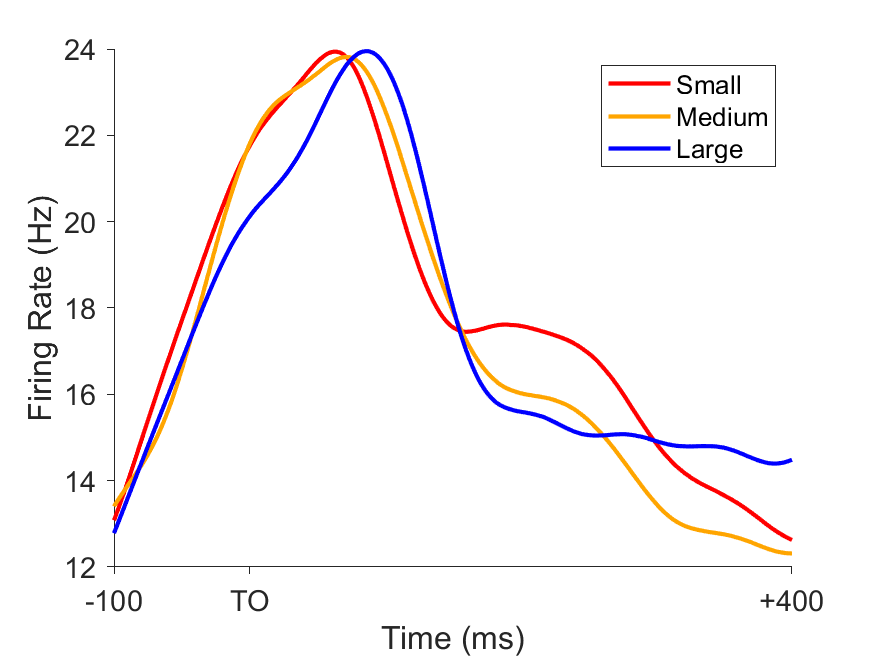 24
22
20
18
16
14
12
Firing Rate (Hz)
Small
Medium
Large
-100
TO
+400
Time (ms)